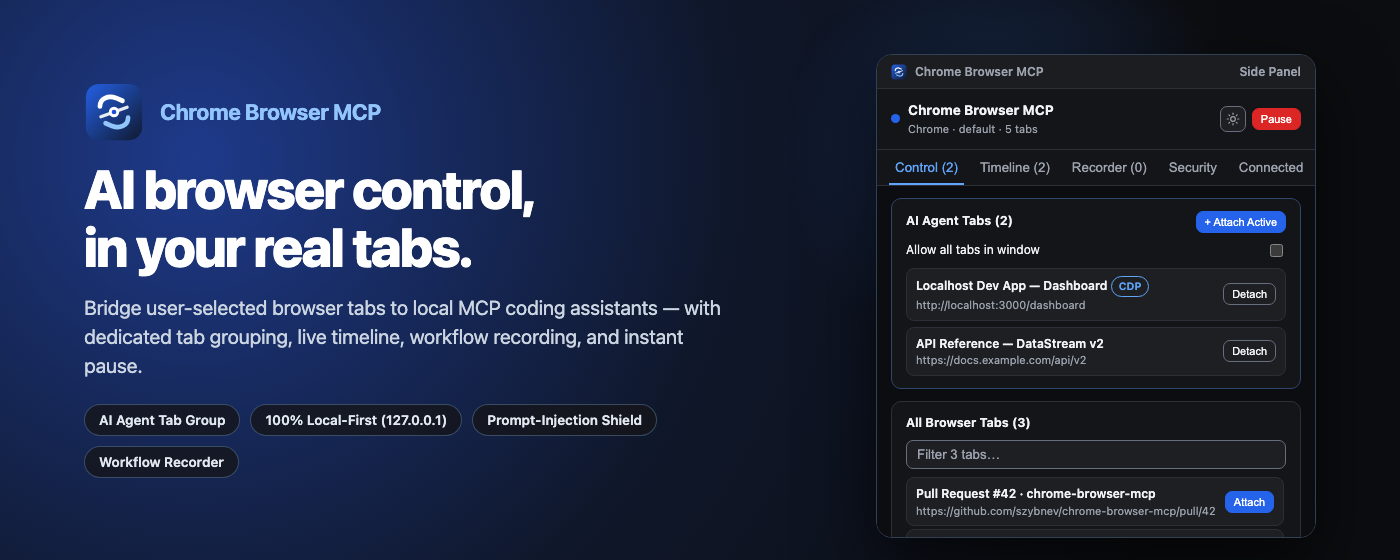 Chrome Browser MCP
AI browser control,
in your real tabs.
Bridge user-selected browser tabs to local MCP coding assistants — with
dedicated tab grouping, live timeline, workflow recording, and instant
pause.
AI Agent Tab Group
100% Local-First (127.0.0.1)
Prompt-Injection Shield
Workflow Recorder
Chrome Browser MCP
Side Panel
Chrome Browser MCP
Chrome · default · 5 tabs
Pause
Control (2)
Timeline (2)
Recorder (0)
Security
Connected
AI Agent Tabs (2)
+ Attach Active
Allow all tabs in window
Localhost Dev App — Dashboard
CDP
http://localhost:3000/dashboard
Detach
API Reference — DataStream v2
https://docs.example.com/api/v2
Detach
All Browser Tabs (3)
Filter 3 tabs…
Pull Request #42 · chrome-browser-mcp
https://github.com/szybnev/chrome-browser-mcp/pull/42
Attach